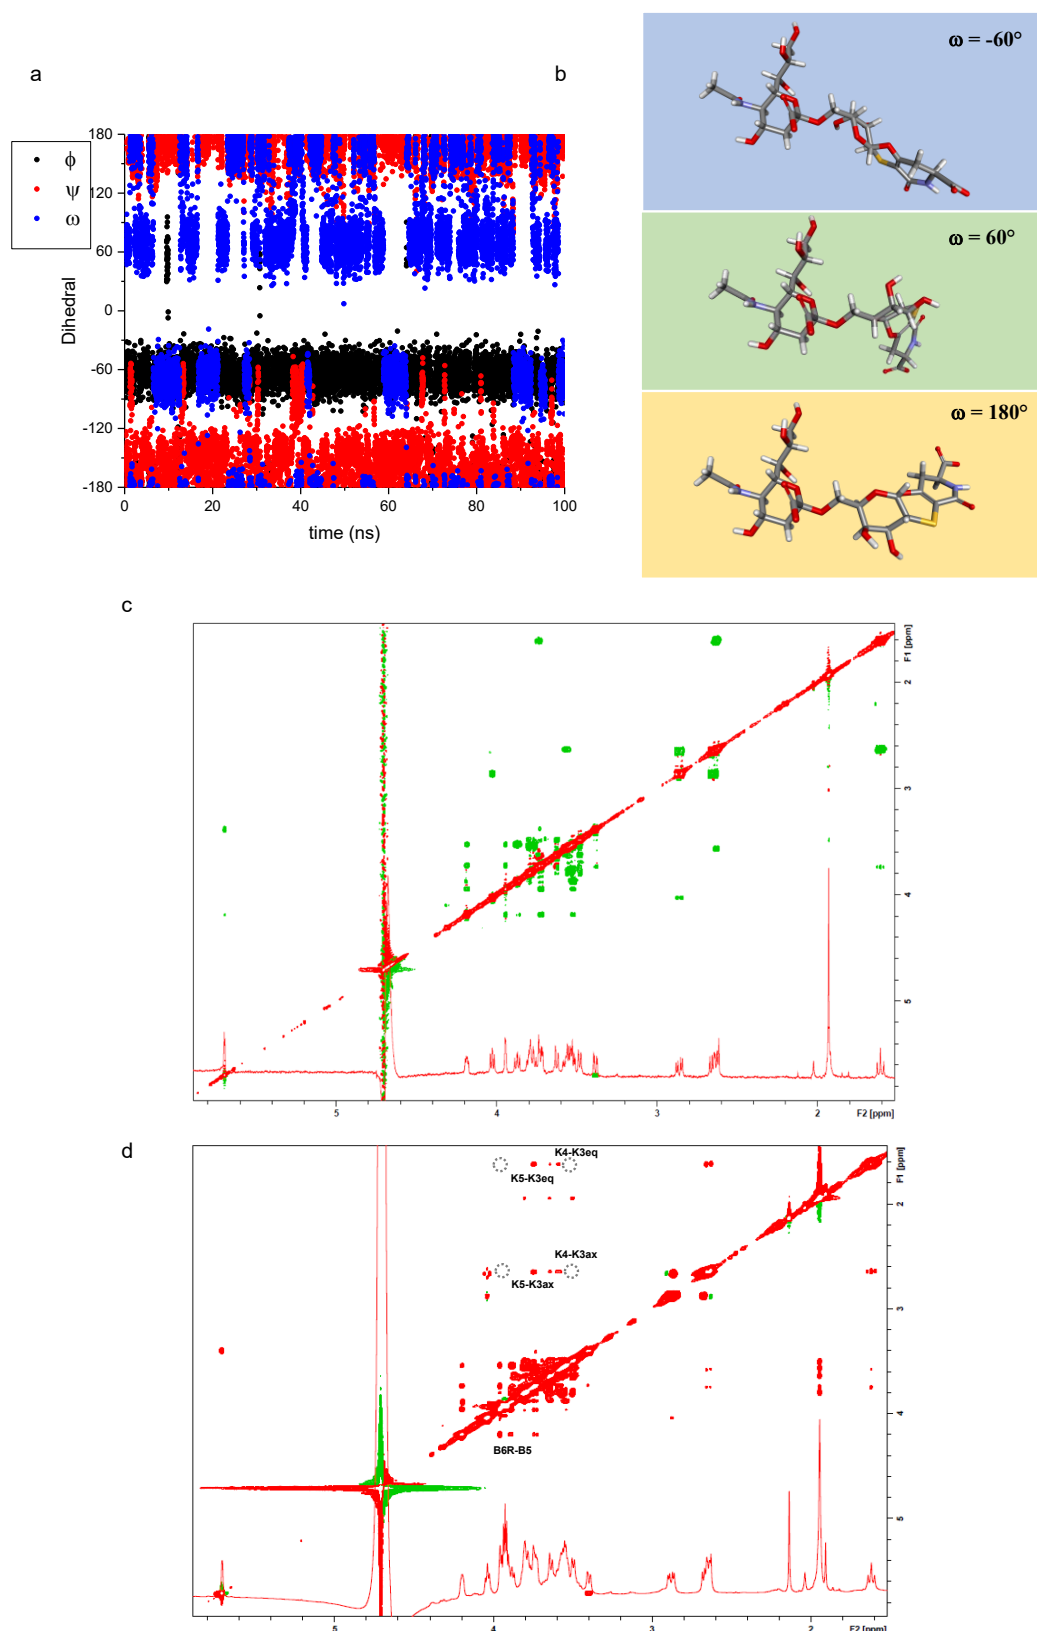 a
b
ω = -60°
ϕ
ψ
ω
180
120
60
0
-60
-120
-180
Dihedral
0 20 40 60 80 100
time (ns)
ω = 60°
ω = 180°
c
F1 [ppm]
2
3
4
5
5 4 3 2 F2 [ppm]
d
K4-K3eq
K5-K3eq
K4-K3ax
K5-K3ax
B6R-B5
F1 [ppm]
2
3
4
5
5 4 3 2 F2 [ppm]